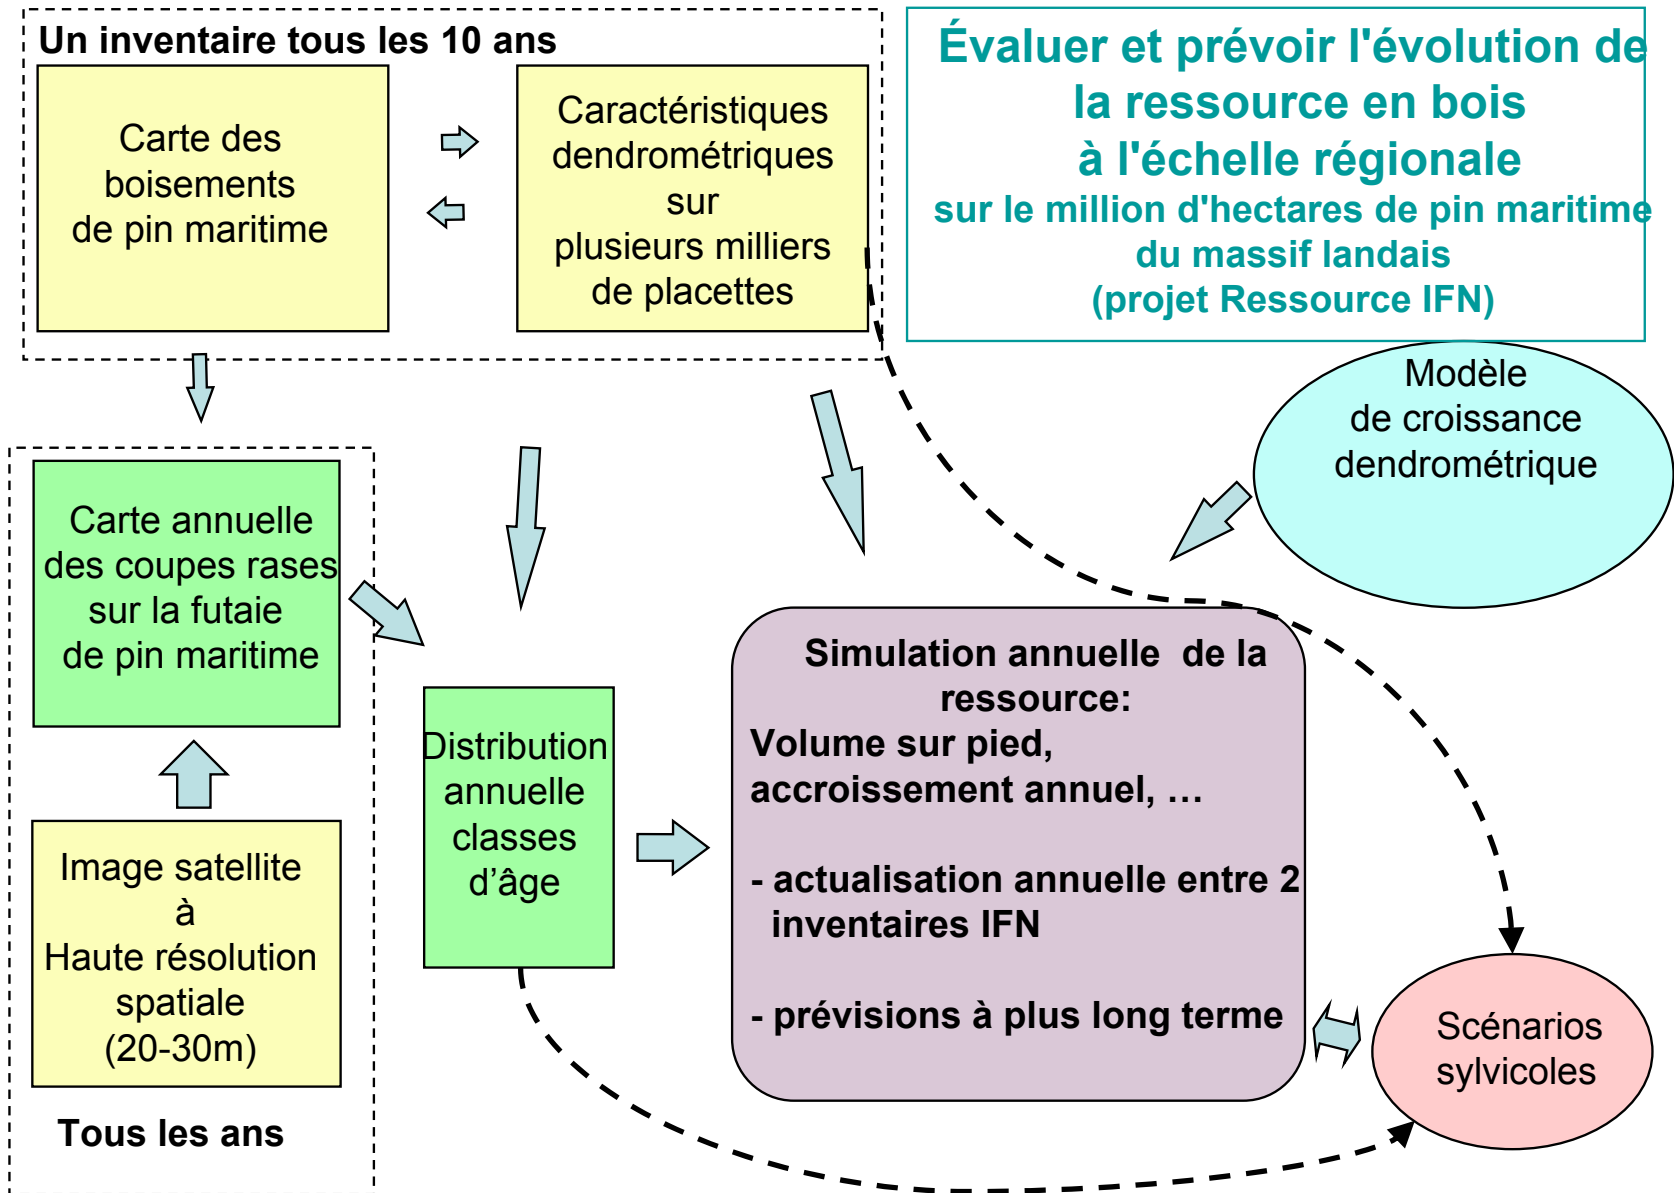 Un inventaire tous les 10 ans
Carte des
boisements
de pin maritime
Caractéristiques
dendrométriques
sur
plusieurs milliers
de placettes
Évaluer et prévoir l'évolution de
la ressource en bois
à l'échelle régionale
sur le million d'hectares de pin maritime
du massif landais
(projet Ressource IFN)
Modèle
de croissance
dendrométrique
Carte annuelle
des coupes rases
sur la futaie
de pin maritime
Distribution
annuelle
classes
d’âge
Simulation annuelle de la
ressource:
Volume sur pied,
accroissement annuel, …
- actualisation annuelle entre 2
inventaires IFN
- prévisions à plus long terme
Image satellite
à
Haute résolution
spatiale
(20-30m)
Tous les ans
Scénarios
sylvicoles